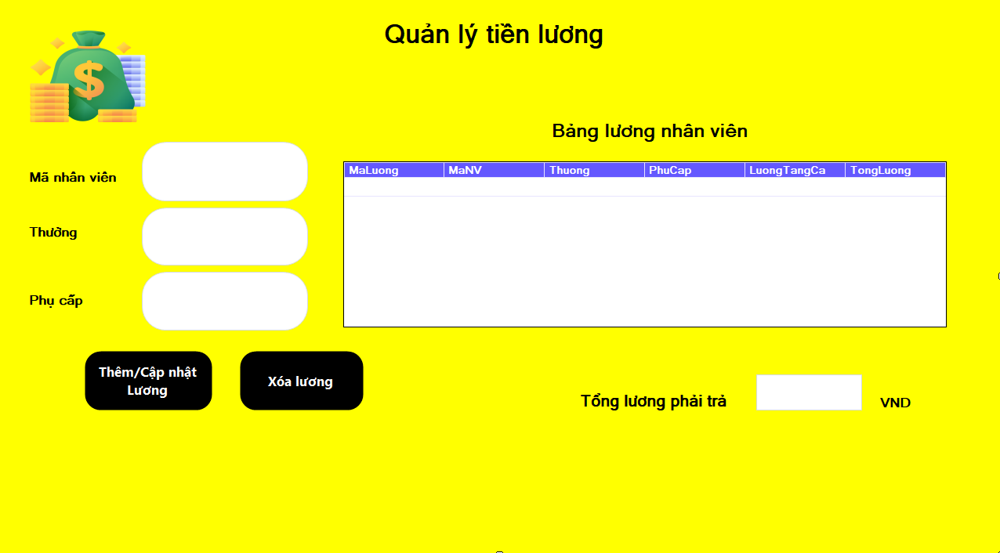 Quản lý tiền lương
$
Bảng lương nhân viên
Mã nhân viên
Thưởng
Phụ cấp
MaLuong MaNV Thuong PhuCap LuongTangCa TongLuong
Thêm/Cập nhật
Lương
Xóa lương
Tổng lương phải trả VND